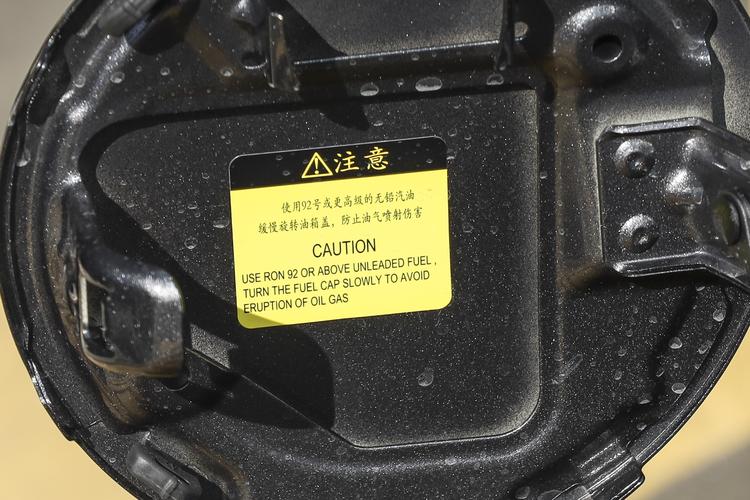 注意
使用92号或更高级的无铅汽油
缓慢旋转油箱盖，防止油气喷射伤害
CAUTION
USE RON 92 OR ABOVE UNLEADED FUEL ,
TURN THE FUEL CAP SLOWLY TO AVOID
ERUPTION OF OIL GAS